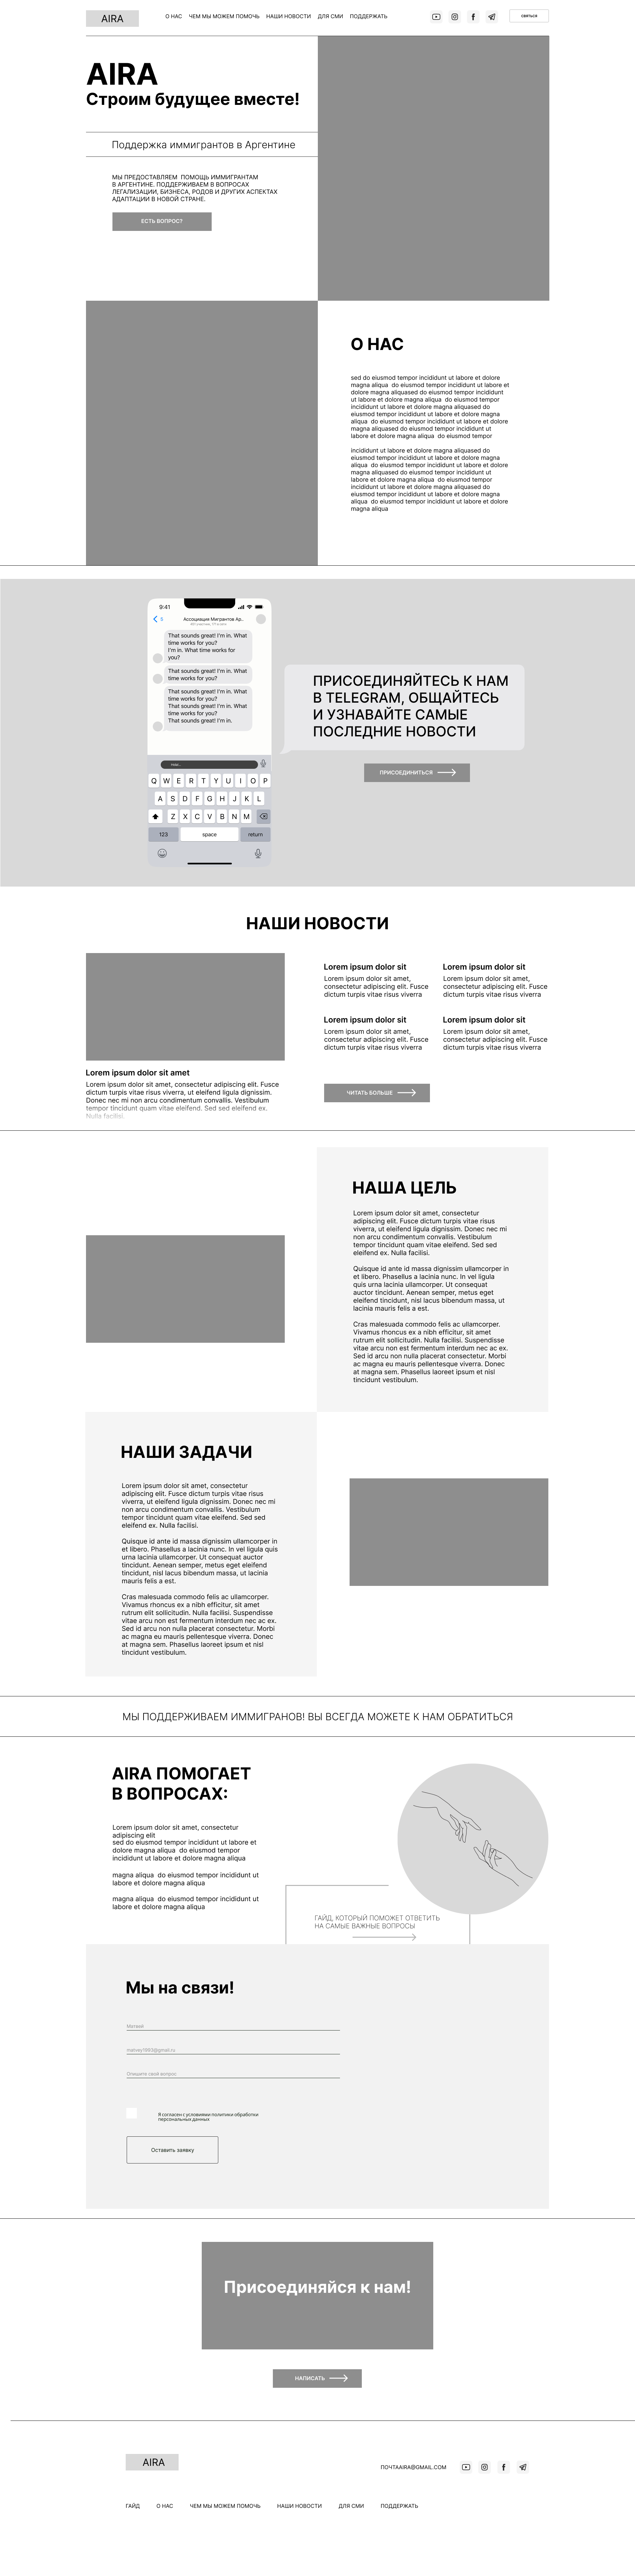 AIRA
О НАС
ЧЕМ МЫ МОЖЕМ ПОМОЧЬ
НАШИ НОВОСТИ
ДЛЯ СМИ
ПОДДЕРЖАТЬ
СВЯТЬСЯ
AIRA
Строим будущее вместе!
Поддержка иммигрантов в Аргентине
МЫ ПРЕДОСТАВЛЯЕМ ПОМОЩЬ ИММИГРАНТАМ
В АРГЕНТИНЕ. ПОДДЕРЖИВАЕМ В ВОПРОСАХ
ЛЕГАЛИЗАЦИИ, БИЗНЕСА, РОДОВ И ДРУГИХ АСПЕКТАХ
АДАПТАЦИИ В НОВОЙ СТРАНЕ.
ЕСТЬ ВОПРОС?
О НАС
sed do eiusmod tempor incididunt ut labore et dolore
magna aliqua do eiusmod tempor incididunt ut labore et
dolore magna aliquased do eiusmod tempor incididunt
ut labore et dolore magna aliqua do eiusmod tempor
incididunt ut labore et dolore magna aliquased do
eiusmod tempor incididunt ut labore et dolore magna
aliqua do eiusmod tempor incididunt ut labore et dolore
magna aliquased do eiusmod tempor incididunt ut
labore et dolore magna aliqua do eiusmod tempor
incididunt ut labore et dolore magna aliquased do
eiusmod tempor incididunt ut labore et dolore magna
aliqua do eiusmod tempor incididunt ut labore et dolore
magna aliquased do eiusmod tempor incididunt ut
labore et dolore magna aliqua do eiusmod tempor
incididunt ut labore et dolore magna aliquased do
eiusmod tempor incididunt ut labore et dolore magna
aliqua do eiusmod tempor incididunt ut labore et dolore
magna aliqua
9:41
Ассоциация Мигрантов Ар..
That sounds great! I'm in. What
time works for you?
I'm in. What time works for
you?
That sounds great! I'm in. What
time works for you?
That sounds great! I'm in. What
time works for you?
That sounds great! I'm in. What
time works for you?
That sounds great! I'm in.
Q W E R T Y U I O P
A S D F G H J K L
Z X C V B N M
123
space
return
ПРИСОЕДИНЯЙТЕСЬ К НАМ
В TELEGRAM, ОБЩАЙТЕСЬ
И УЗНАВАЙТЕ САМЫЕ
ПОСЛЕДНИЕ НОВОСТИ
ПРИСОЕДИНИТЬСЯ
НАШИ НОВОСТИ
Lorem ipsum dolor sit amet
Lorem ipsum dolor sit amet, consectetur adipiscing elit. Fusce
dictum turpis vitae risus viverra, ut eleifend ligula dignissim.
Donec nec mi non arcu condimentum convallis. Vestibulum
tempor tincidunt quam vitae eleifend. Sed sed eleifend ex.
Nulla facilisi.
Lorem ipsum dolor sit
Lorem ipsum dolor sit amet,
consectetur adipiscing elit. Fusce
dictum turpis vitae risus viverra
Lorem ipsum dolor sit
Lorem ipsum dolor sit amet,
consectetur adipiscing elit. Fusce
dictum turpis vitae risus viverra
Lorem ipsum dolor sit
Lorem ipsum dolor sit amet,
consectetur adipiscing elit. Fusce
dictum turpis vitae risus viverra
Lorem ipsum dolor sit
Lorem ipsum dolor sit amet,
consectetur adipiscing elit. Fusce
dictum turpis vitae risus viverra
ЧИТАТЬ БОЛЬШЕ
НАША ЦЕЛЬ
Lorem ipsum dolor sit amet, consectetur
adipiscing elit. Fusce dictum turpis vitae risus
viverra, ut eleifend ligula dignissim. Donec nec mi
non arcu condimentum convallis. Vestibulum
tempor tincidunt quam vitae eleifend. Sed sed
eleifend ex. Nulla facilisi.
Quisque id ante id massa dignissim ullamcorper in
et libero. Phasellus a lacinia nunc. In vel ligula
quis urna lacinia ullamcorper. Ut consequat
auctor tincidunt. Aenean semper, metus eget
eleifend tincidunt, nisl lacus bibendum massa, ut
lacinia mauris felis a est.
Cras malesuada commodo felis ac ullamcorper.
Vivamus rhoncus ex a nibh efficitur, sit amet
rutrum elit sollicitudin. Nulla facilisi. Suspendisse
vitae arcu non est fermentum interdum nec ac ex.
Sed id arcu non nulla placerat consectetur. Morbi
ac magna eu mauris pellentesque viverra. Donec
at magna sem. Phasellus laoreet ipsum et nisl
tincidunt vestibulum.
НАШИ ЗАДАЧИ
Lorem ipsum dolor sit amet, consectetur
adipiscing elit. Fusce dictum turpis vitae risus
viverra, ut eleifend ligula dignissim. Donec nec mi
non arcu condimentum convallis. Vestibulum
tempor tincidunt quam vitae eleifend. Sed sed
eleifend ex. Nulla facilisi.
Quisque id ante id massa dignissim ullamcorper in
et libero. Phasellus a lacinia nunc. In vel ligula quis
urna lacinia ullamcorper. Ut consequat auctor
tincidunt. Aenean semper, metus eget eleifend
tincidunt, nisl lacus bibendum massa, ut lacinia
mauris felis a est.
Cras malesuada commodo felis ac ullamcorper.
Vivamus rhoncus ex a nibh efficitur, sit amet
rutrum elit sollicitudin. Nulla facilisi. Suspendisse
vitae arcu non est fermentum interdum nec ac ex.
Sed id arcu non nulla placerat consectetur. Morbi
ac magna eu mauris pellentesque viverra. Donec
at magna sem. Phasellus laoreet ipsum et nisl
tincidunt vestibulum.
МЫ ПОДДЕРЖИВАЕМ ИММИГРАНОВ! ВЫ ВСЕГДА МОЖЕТЕ К НАМ ОБРАТИТЬСЯ
AIRA ПОМОГАЕТ
В ВОПРОСАХ:
Lorem ipsum dolor sit amet, consectetur
adipiscing elit
sed do eiusmod tempor incididunt ut labore et
dolore magna aliqua do eiusmod tempor
incididunt ut labore et dolore magna aliqua
magna aliqua do eiusmod tempor incididunt ut
labore et dolore magna aliqua
magna aliqua do eiusmod tempor incididunt ut
labore et dolore magna aliqua
ГАЙД, КОТОРЫЙ ПОМОЖЕТ ОТВЕТИТЬ
НА САМЫЕ ВАЖНЫЕ ВОПРОСЫ
Мы на связи!
Матвей
matvey1993@gmail.ru
Опишите свой вопрос
Я согласен с условиями политики обработки
персональных данных
Оставить заявку
Присоединяйся к нам!
НАПИСАТЬ
AIRA
ПОЧТАAIRA@GMAIL.COM
ГАЙД
О НАС
ЧЕМ МЫ МОЖЕМ ПОМОЧЬ
НАШИ НОВОСТИ
ДЛЯ СМИ
ПОДДЕРЖАТЬ